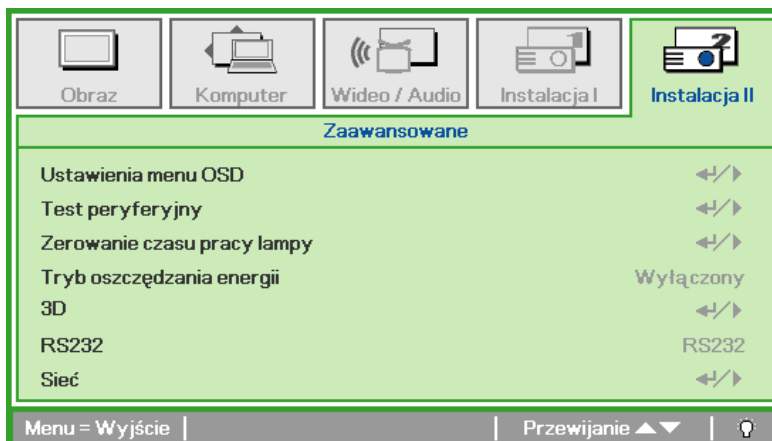 Obraz
Komputer
Wideo / Audio
Instalacja I
Instalacja II
Zaawansowane
Ustawienia menu OSD
Test peryferyjny
Zerowanie czasu pracy lampy
Tryb oszczędzania energii Wyłączony
3D
RS232 RS232
Sieć
Menu = Wyjście Przewijanie ▲▼